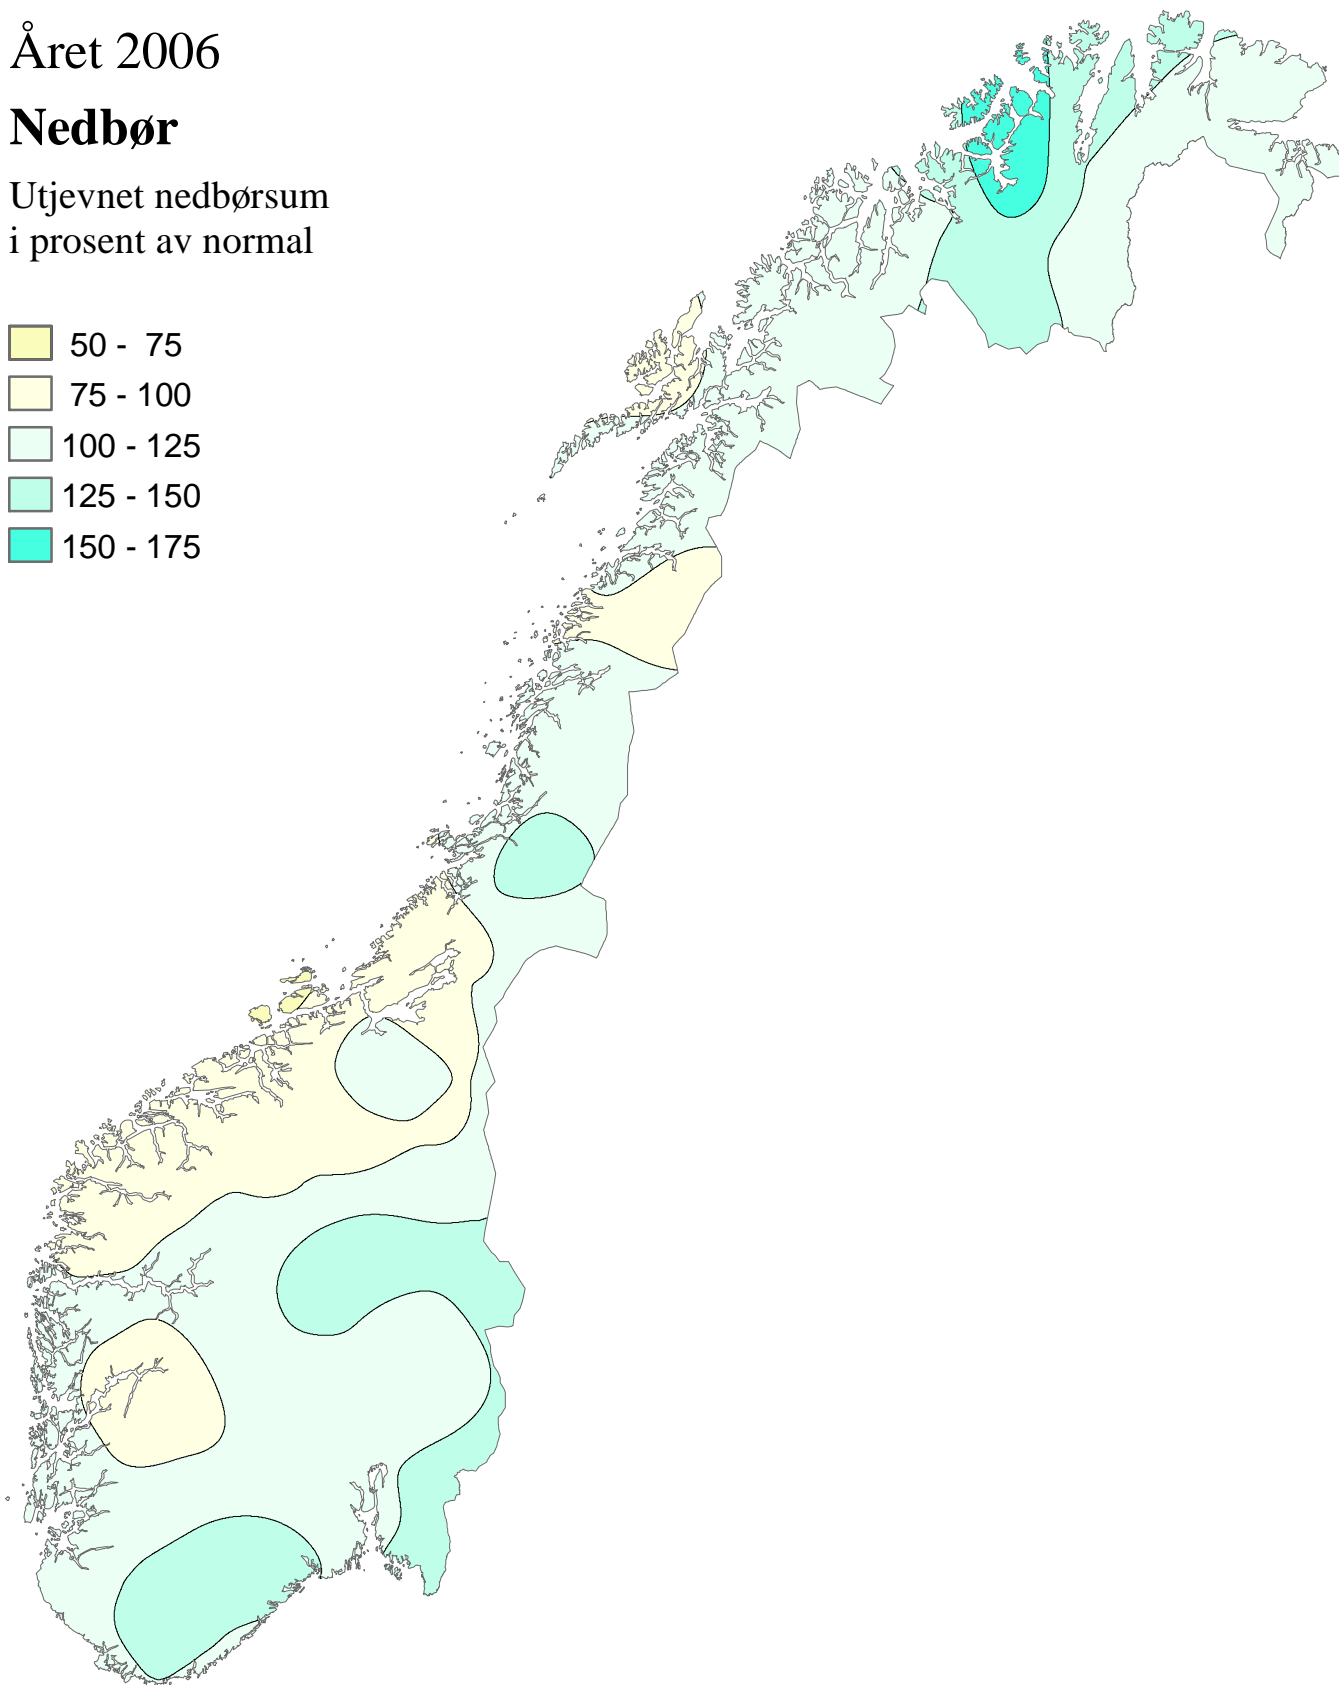 Året 2006
Nedbør
Utjevnet nedbørsum
i prosent av normal
50 - 75
75 - 100
100 - 125
125 - 150
150 - 175